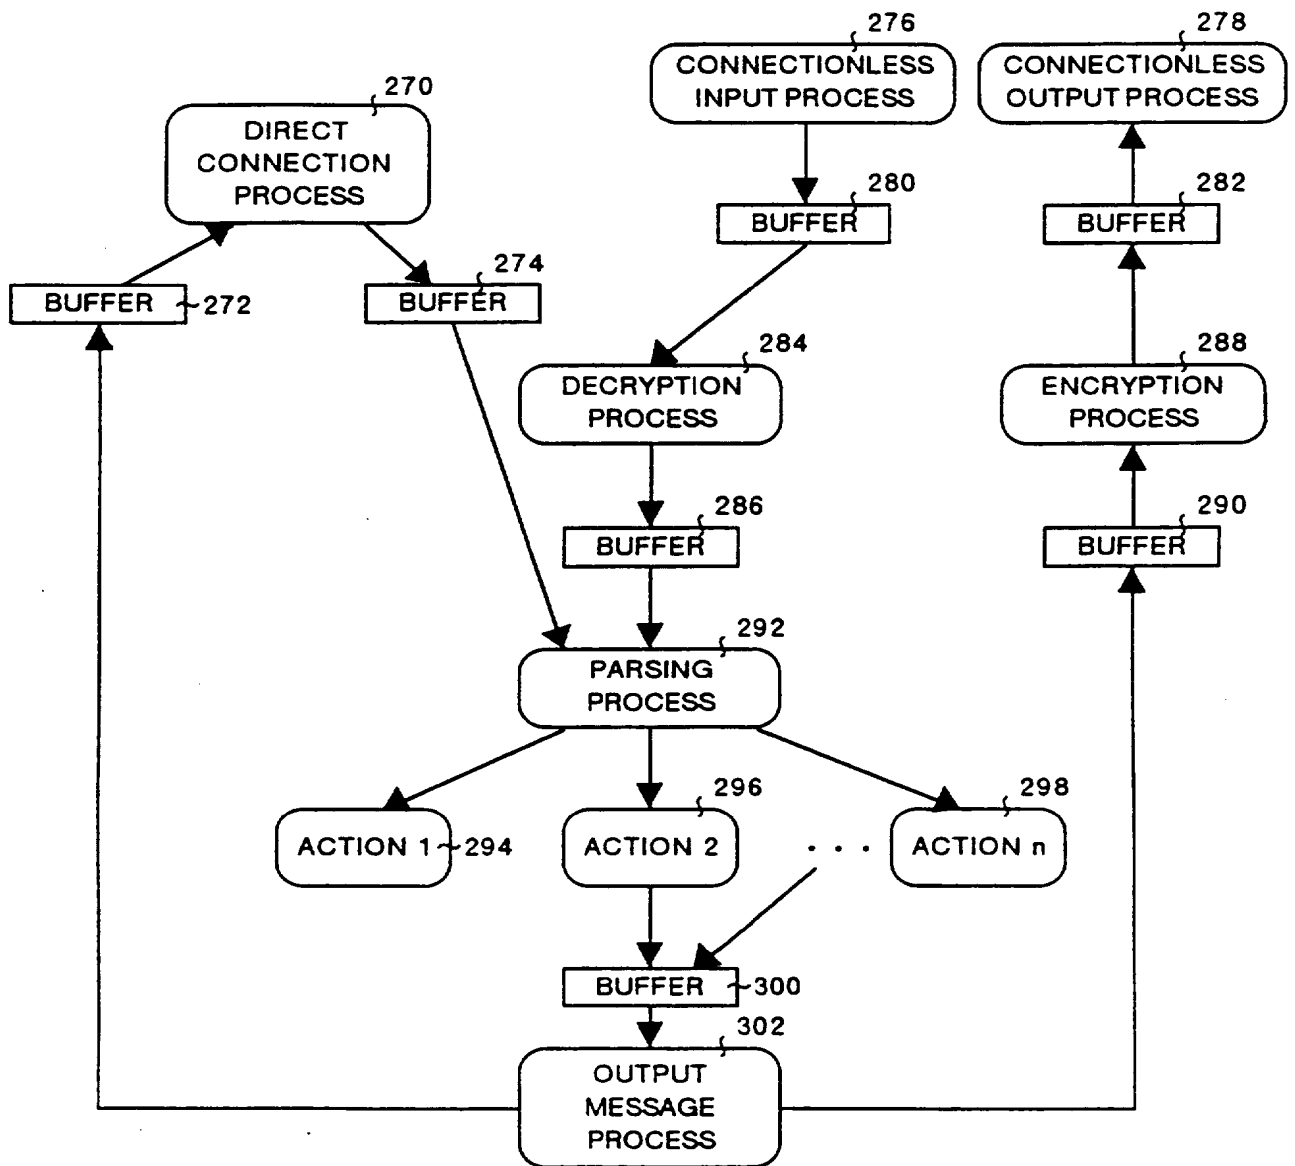 276
278
CONNECTIONLESS
INPUT PROCESS
CONNECTIONLESS
OUTPUT PROCESS
270
DIRECT
CONNECTION
PROCESS
280
BUFFER
282
BUFFER
274
BUFFER
272
BUFFER
284
DECRYPTION
PROCESS
288
ENCRYPTION
PROCESS
286
BUFFER
290
BUFFER
292
PARSING
PROCESS
ACTION 1
294
296
ACTION 2
. . .
298
ACTION n
BUFFER
300
302
OUTPUT
MESSAGE
PROCESS